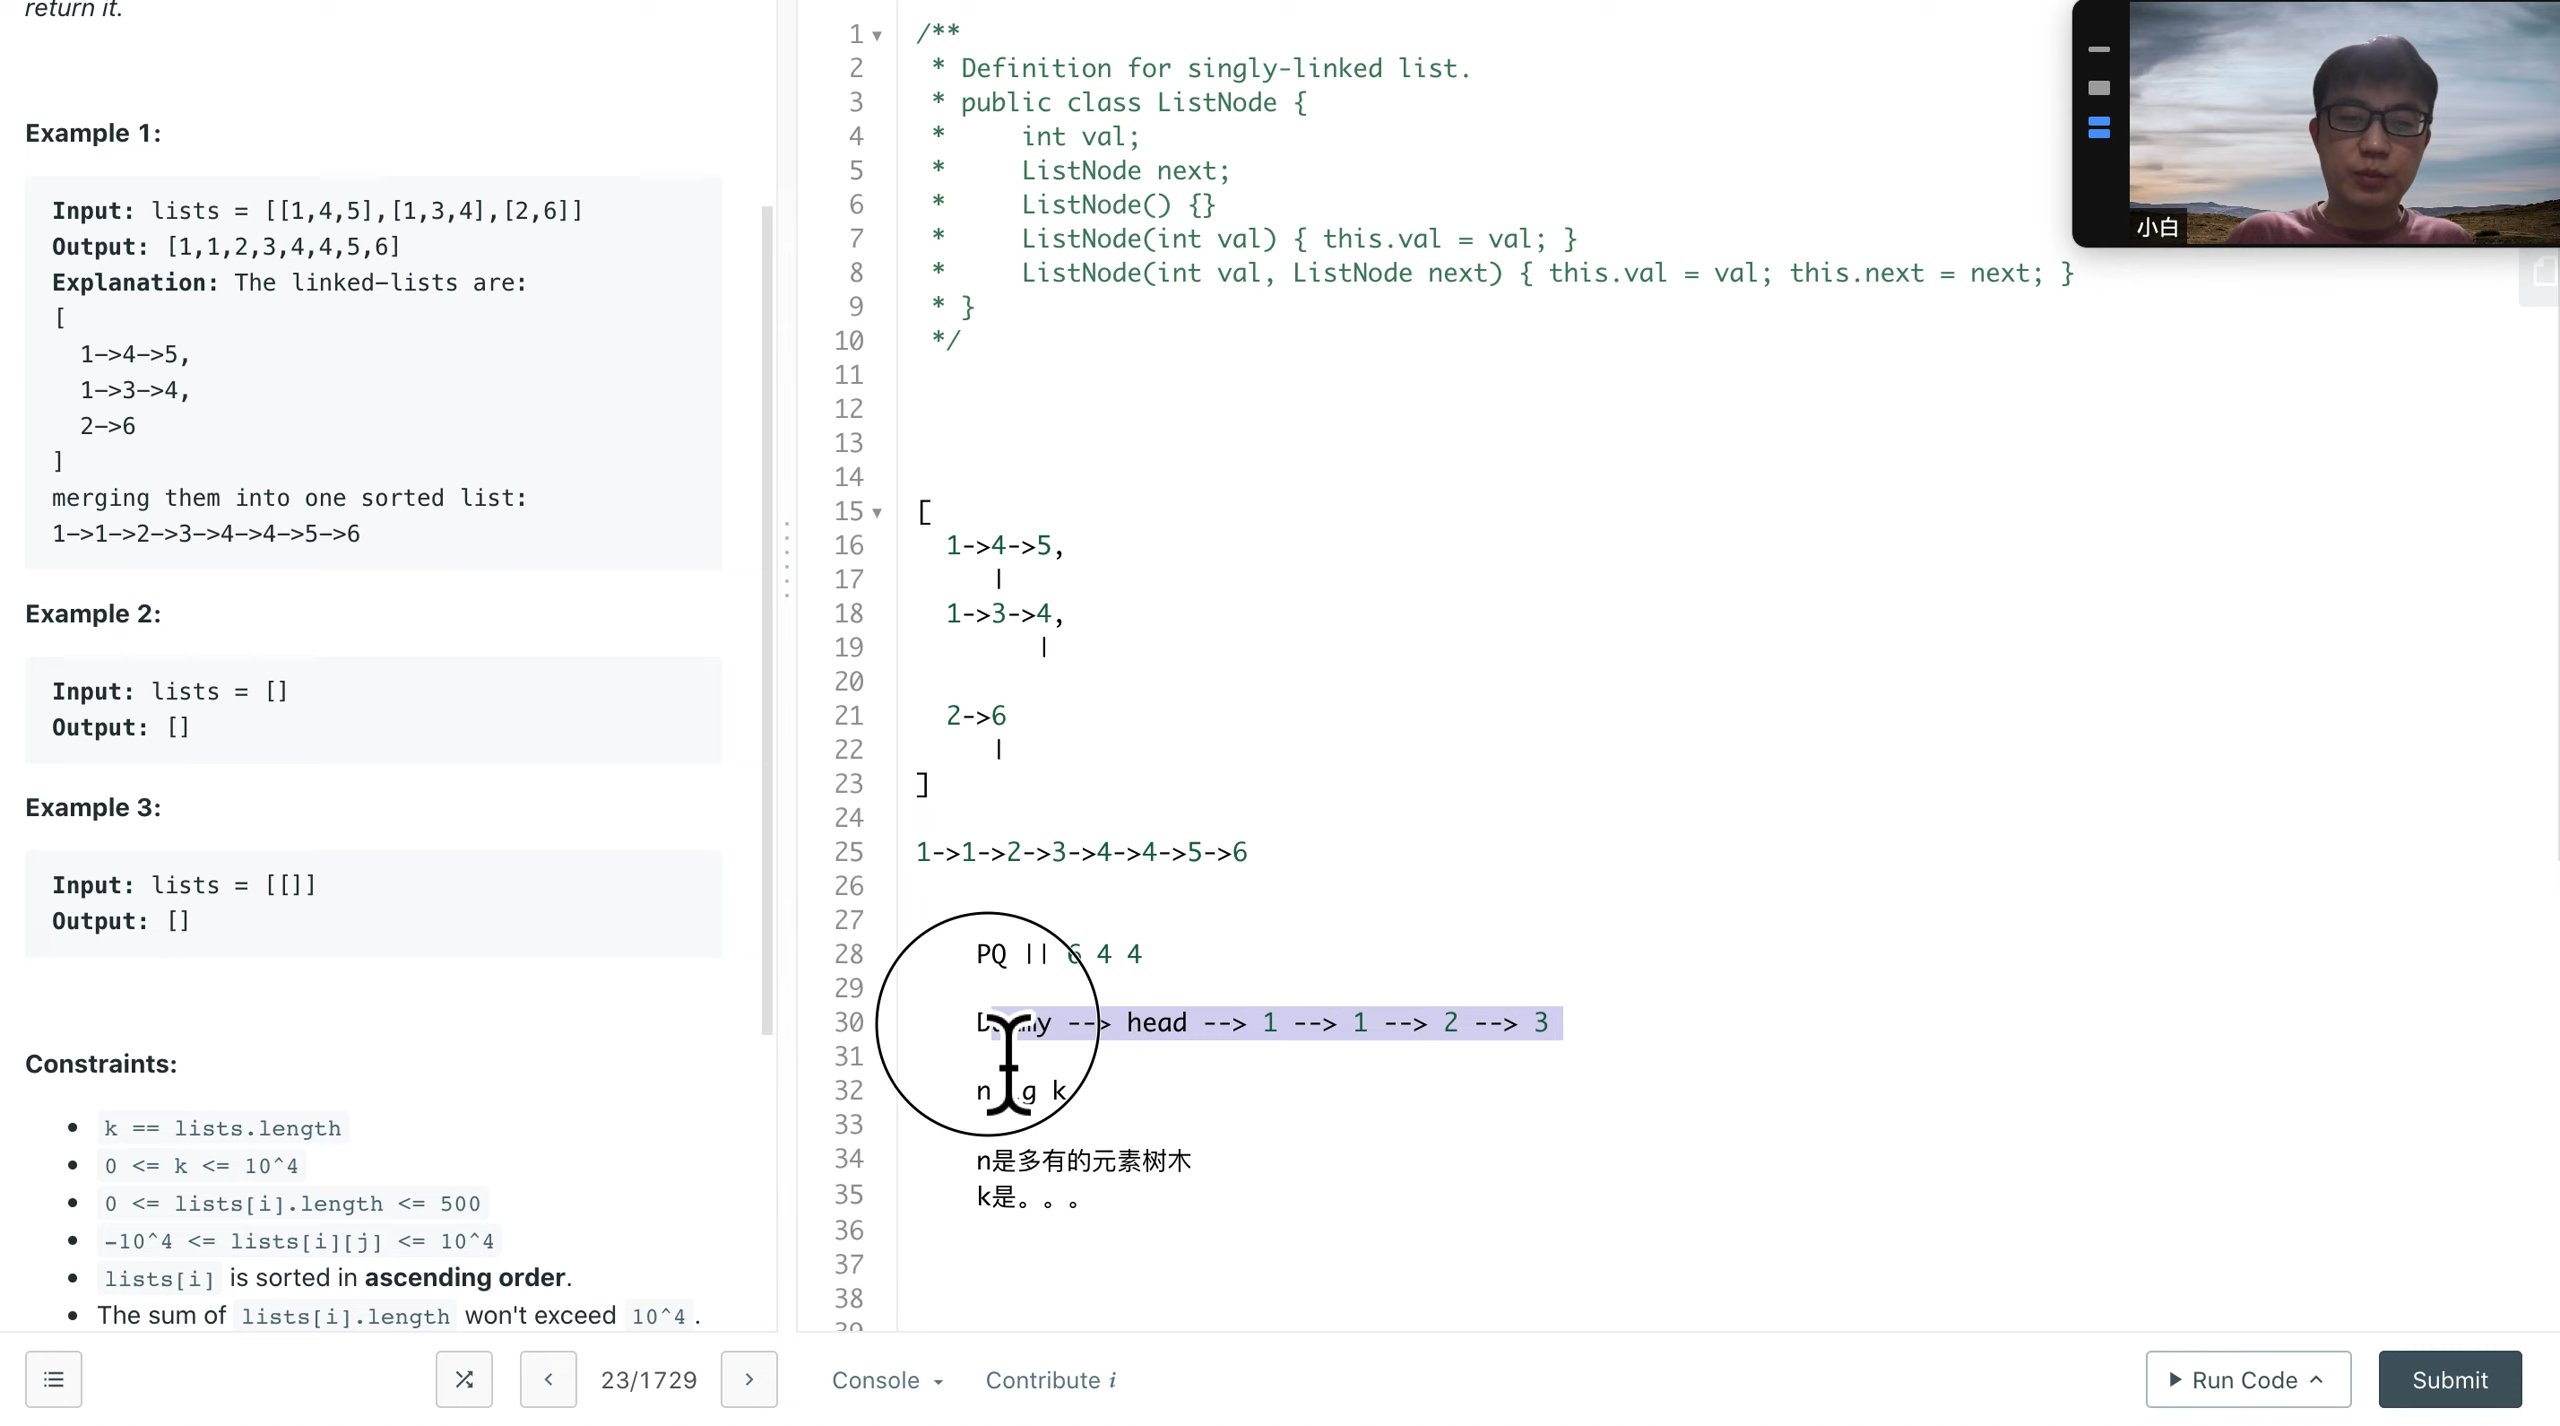 return it.
Example 1:
Input: lists = [[1,4,5],[1,3,4],[2,6]]
Output: [1,1,2,3,4,4,5,6]
Explanation: The linked-lists are:
[
1->4->5,
1->3->4,
2->6
]
merging them into one sorted list:
1->1->2->3->4->4->5->6
Example 2:
Input: lists = []
Output: []
Example 3:
Input: lists = [[]]
Output: []
Constraints:
k == lists.length
0 <= k <= 10^4
0 <= lists[i].length <= 500
-10^4 <= lists[i][j] <= 10^4
lists[i] is sorted in ascending order.
The sum of lists[i].length won't exceed 10^4.
23/1729
1 /**
2 * Definition for singly-linked list.
3 * public class ListNode {
4 * int val;
5 * ListNode next;
6 * ListNode() {}
7 * ListNode(int val) { this.val = val; }
8 * ListNode(int val, ListNode next) { this.val = val; this.next = next; }
9 * }
10 */
11
12
13
14
15 [
16 1->4->5,
17 |
18 1->3->4,
19 |
20
21 2->6
22 |
23 ]
24
25 1->1->2->3->4->4->5->6
26
27
28 PQ || 6 4 4
29
30 --> head --> 1 --> 1 --> 2 --> 3
31
32 n k
33
34 n是多有的元素树木
35 k是。。。
36
37
38
39
Console
Contribute i
Run Code
Submit
小白